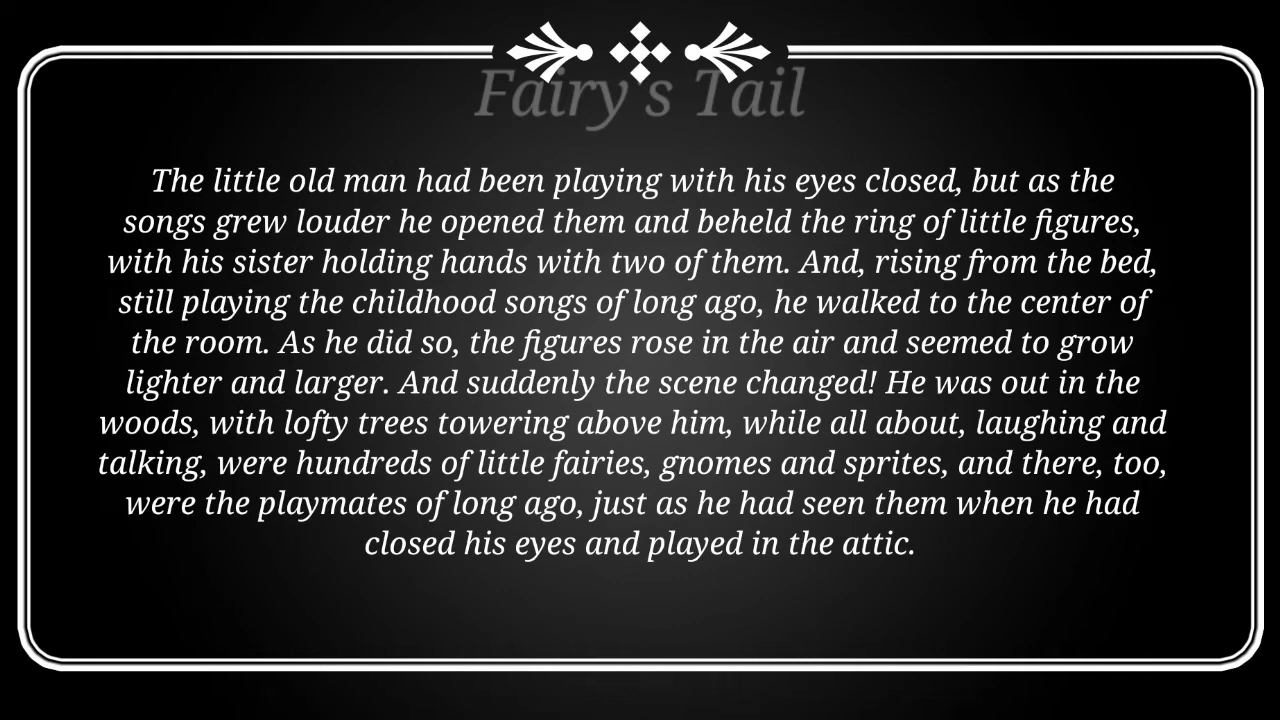 Fairy's Tail
The little old man had been playing with his eyes closed, but as the
songs grew louder he opened them and beheld the ring of little figures,
with his sister holding hands with two of them. And, rising from the bed,
still playing the childhood songs of long ago, he walked to the center of
the room. As he did so, the figures rose in the air and seemed to grow
lighter and larger. And suddenly the scene changed! He was out in the
woods, with lofty trees towering above him, while all about, laughing and
talking, were hundreds of little fairies, gnomes and sprites, and there, too,
were the playmates of long ago, just as he had seen them when he had
closed his eyes and played in the attic.